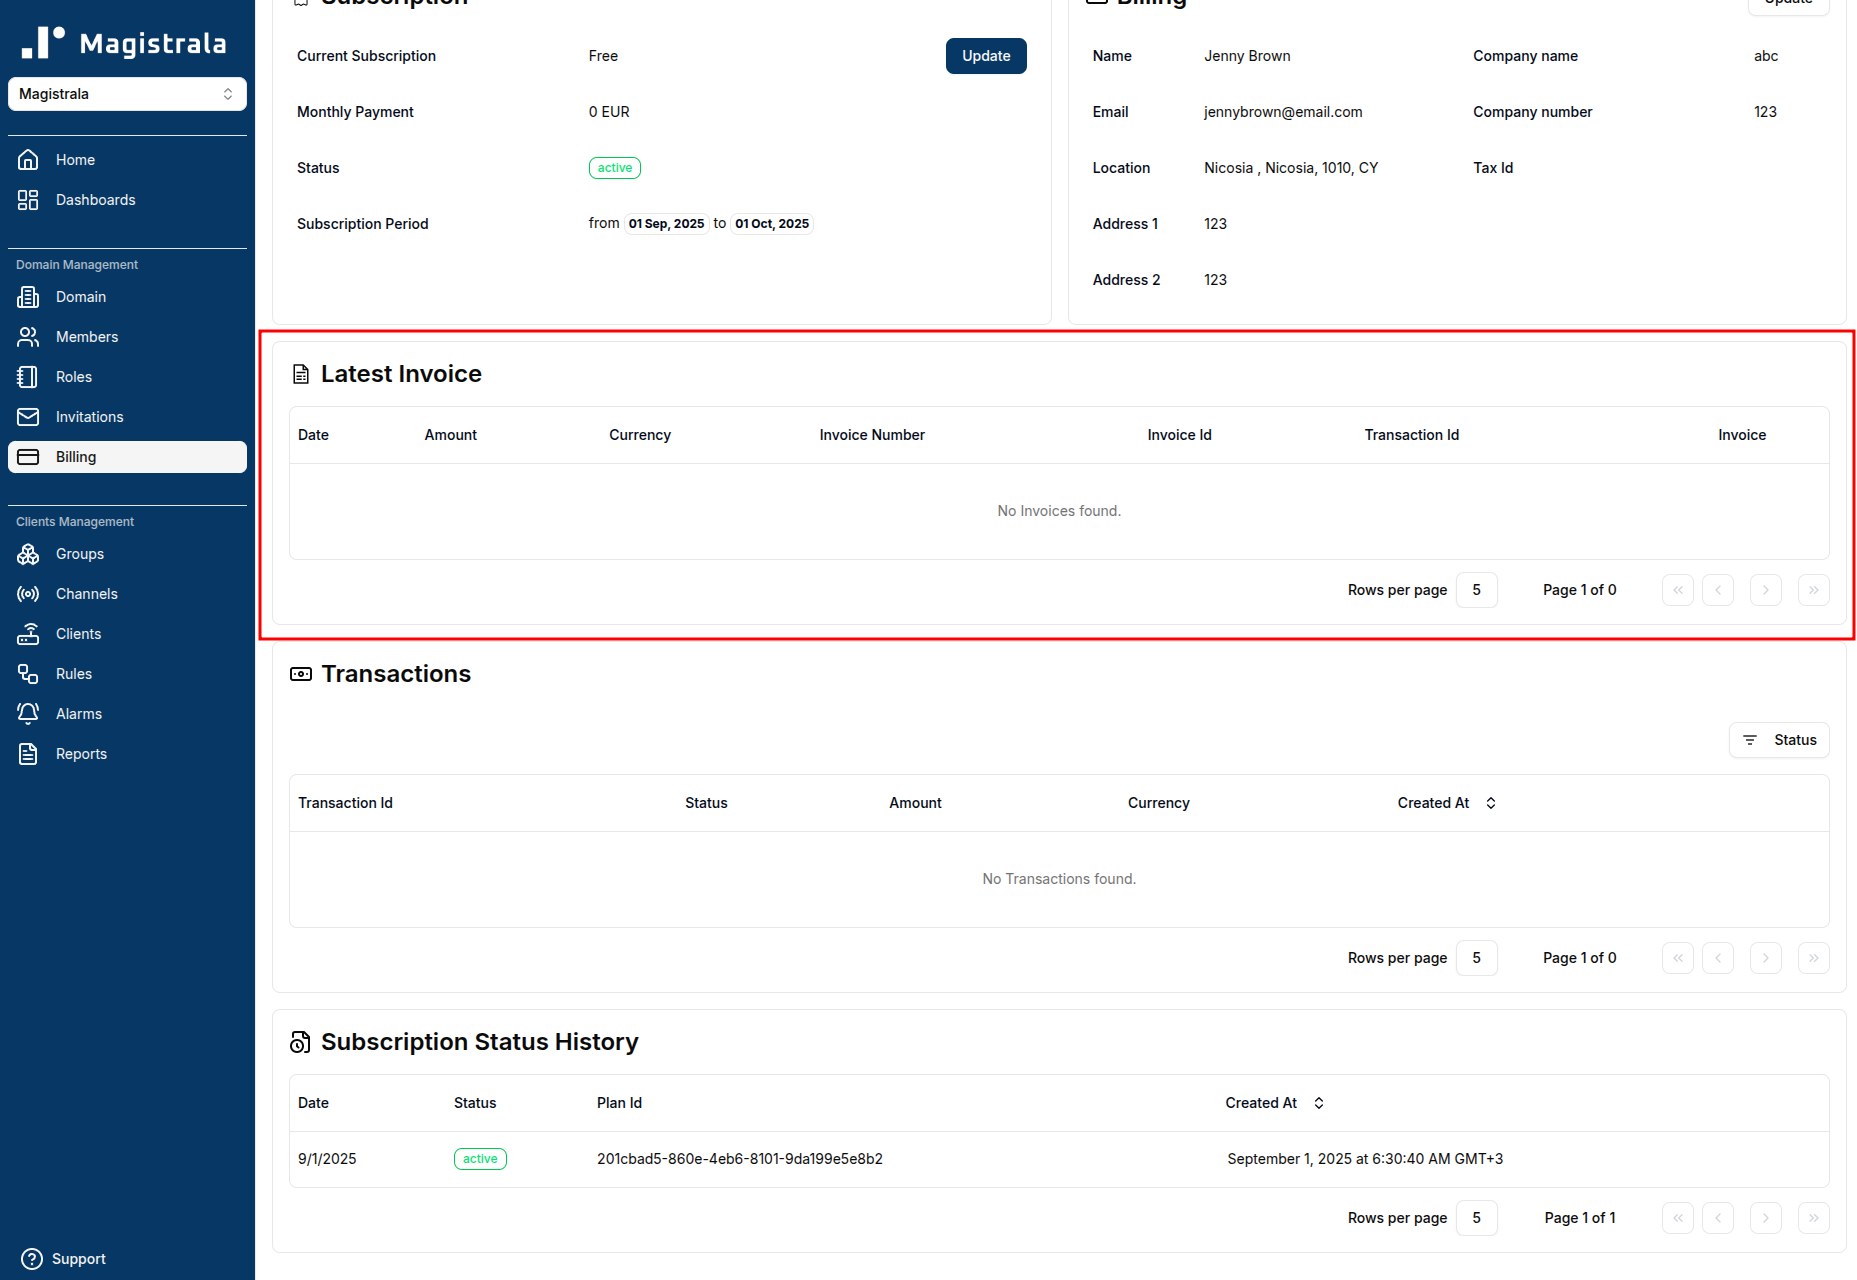 Magistrala
Magistrala
Home
Dashboards
Domain Management
Domain
Members
Roles
Invitations
Billing
Clients Management
Groups
Channels
Clients
Rules
Alarms
Reports
Support
Subscription
Current Subscription Free Update
Monthly Payment 0 EUR
Status active
Subscription Period from 01 Sep, 2025 to 01 Oct, 2025
Billing Update
Name Jenny Brown Company name abc
Email jennybrown@email.com Company number 123
Location Nicosia , Nicosia, 1010, CY Tax Id
Address 1 123
Address 2 123
Latest Invoice
Date Amount Currency Invoice Number Invoice Id Transaction Id Invoice
No Invoices found.
Rows per page 5 Page 1 of 0
Transactions
Status
Transaction Id Status Amount Currency Created At
No Transactions found.
Rows per page 5 Page 1 of 0
Subscription Status History
Date Status Plan Id Created At
9/1/2025 active 201cbad5-860e-4eb6-8101-9da199e5e8b2 September 1, 2025 at 6:30:40 AM GMT+3
Rows per page 5 Page 1 of 1